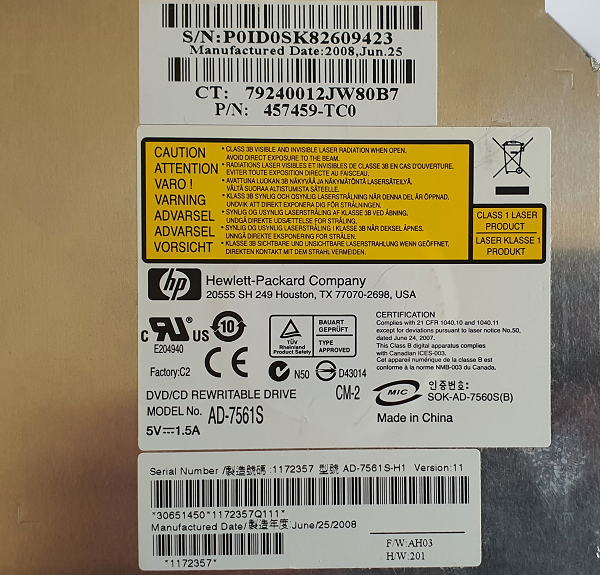 S/N:P0ID0SK82609423
Manufactured Date:2008,Jun.25
CT: 79240012JW80B7
P/N: 457459-TC0
CAUTION
ATTENTION
VARO !
VARNING
ADVARSEL
ADVARSEL
VORSICHT
• CLASS 3B VISIBLE AND INVISIBLE LASER RADIATION WHEN OPEN.
AVOID DIRECT EXPOSURE TO THE BEAM.
• RADIATIONS LASER VISIBLES ET INVISIBLES DE CLASSE 3B EN CAS D'OUVERTURE.
EVITER TOUTE EXPOSITION DIRECTE AU FAISCEAU.
• AVATTUNA LUOKAN 3B NÄKYVÄÄ JA NÄKYMÄTÖNTÄ LASERSÄTEILYÄ.
VÄLTÄ SUORAA ALTISTUMISTA SÄTEELLE.
• KLASS 3B SYNLIG OCH OSYNLIG LASERSTRÅLNING NÄR DENNA DEL ÄR ÖPPNAD,
UNDVIK ATT DIREKT EXPONERA DIG FÖR STRÅLNINGEN.
• SYNLIG OG USYNLIG LASERSTRÅLING AF KLASSE 3B VED ÅBNING.
UNDGÅ DIREKTE UDSÆTTELSE FOR STRÅLING.
• SYNLIG OG USYNLIG LASERSTRÅLING I KLASSE 3B NÅR DEKSEL ÅPNES.
UNNGÅ DIREKTE EKSPONERING FOR STRÅLEN.
• KLASSE 3B SICHTBARE UND UNSICHTBARE LASERSTRAHLUNG WENN GEÖFFNET,
DIREKTEN KONTAKT MIT DEM STRAHL VERMEIDEN.
CLASS 1 LASER
PRODUCT
LASER KLASSE 1
PRODUKT
hp Hewlett-Packard Company
20555 SH 249 Houston, TX 77070-2698, USA
c RU US
E204940
10
TÜV
Rheinland
Product Safety
BAUART
GEPRÜFT
TYPE
APPROVED
CERTIFICATION
Complies with 21 CFR 1040.10 and 1040.11
except for deviations pursuant to laser notice No.50,
dated June 24, 2007.
This Class B digital apparatus complies
with Canadian ICES-003.
Cet appareil numérique de la classe B est
conforme à la norme NMB-003 du Canada.
Factory:C2
CE
N50
D43014
DVD/CD REWRITABLE DRIVE
CM-2
MIC
인증번호:
SOK-AD-7560S(B)
MODEL No. AD-7561S
Made in China
5V⎓1.5A
Serial Number /製造號碼 :1172357 型號 AD-7561S-H1 Version:11
*30651450*1172357Q111*
Manufactured Date/製造年度:June/25/2008
*1172357*
F/W:AH03
H/W:201